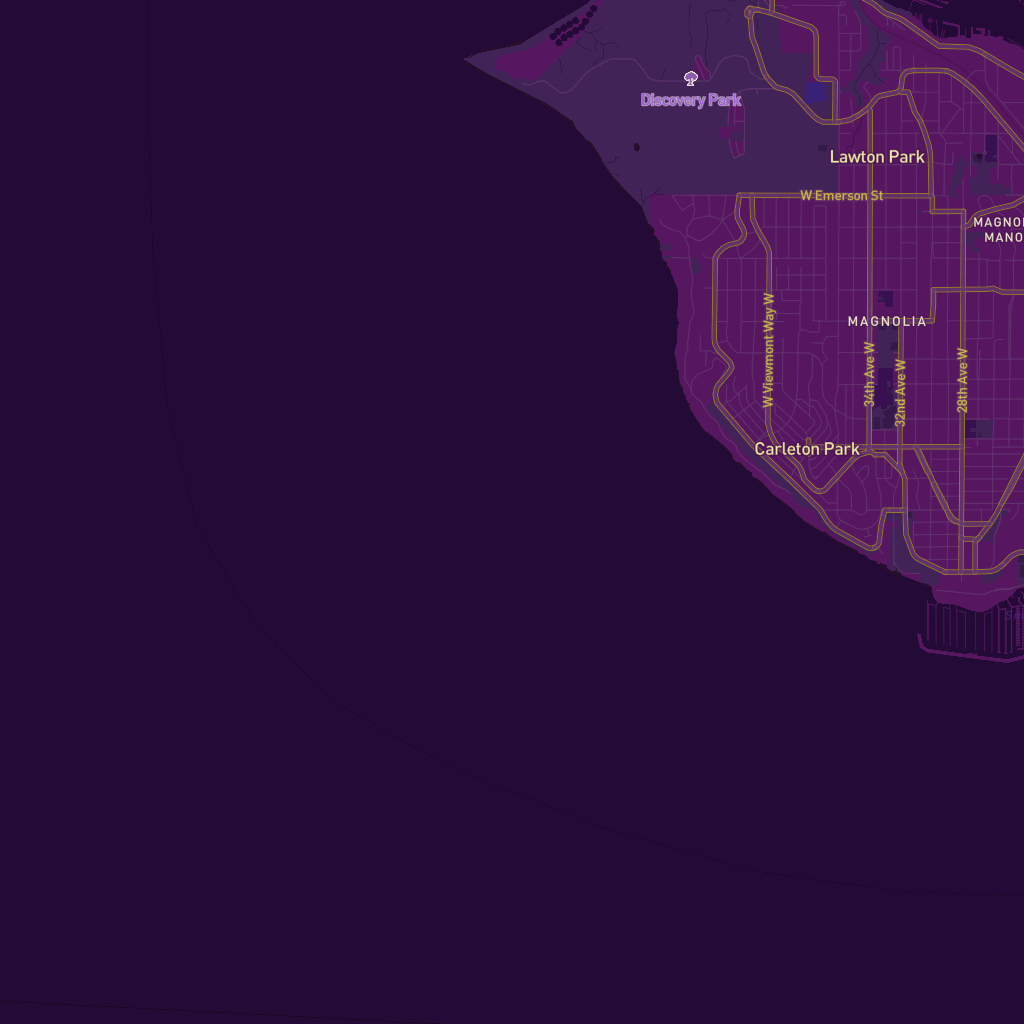 Discovery Park
Lawton Park
W Emerson St
MAGNO
MANO
W Viewmont Way W
MAGNOLIA
34th Ave W
32nd Ave W
28th Ave W
Carleton Park